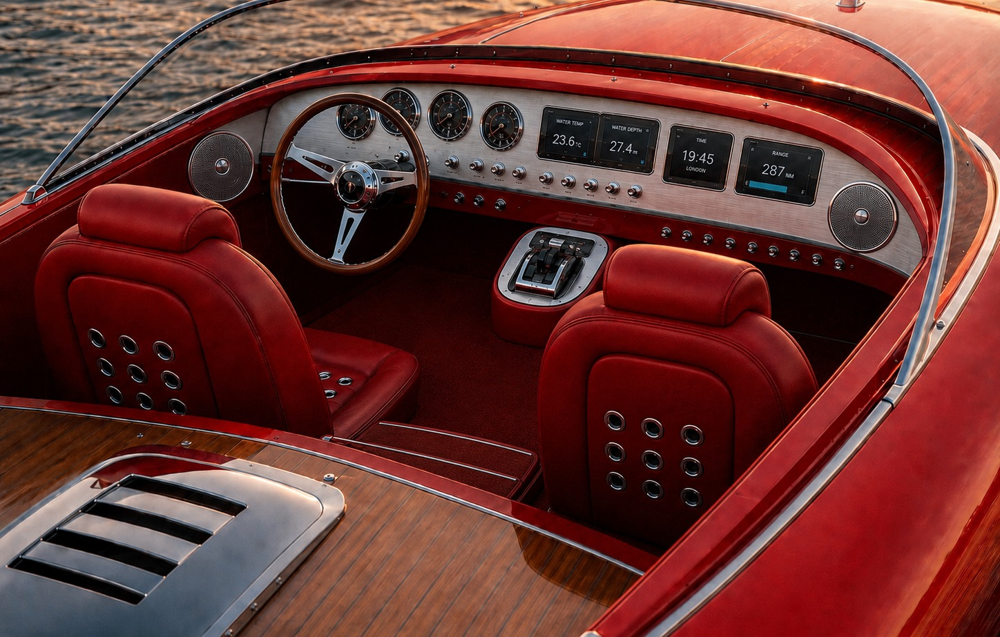 WATER TEMP
23.6°C
WATER DEPTH
27.4m
TIME
19:45
LONDON
RANGE
287 NM
E F